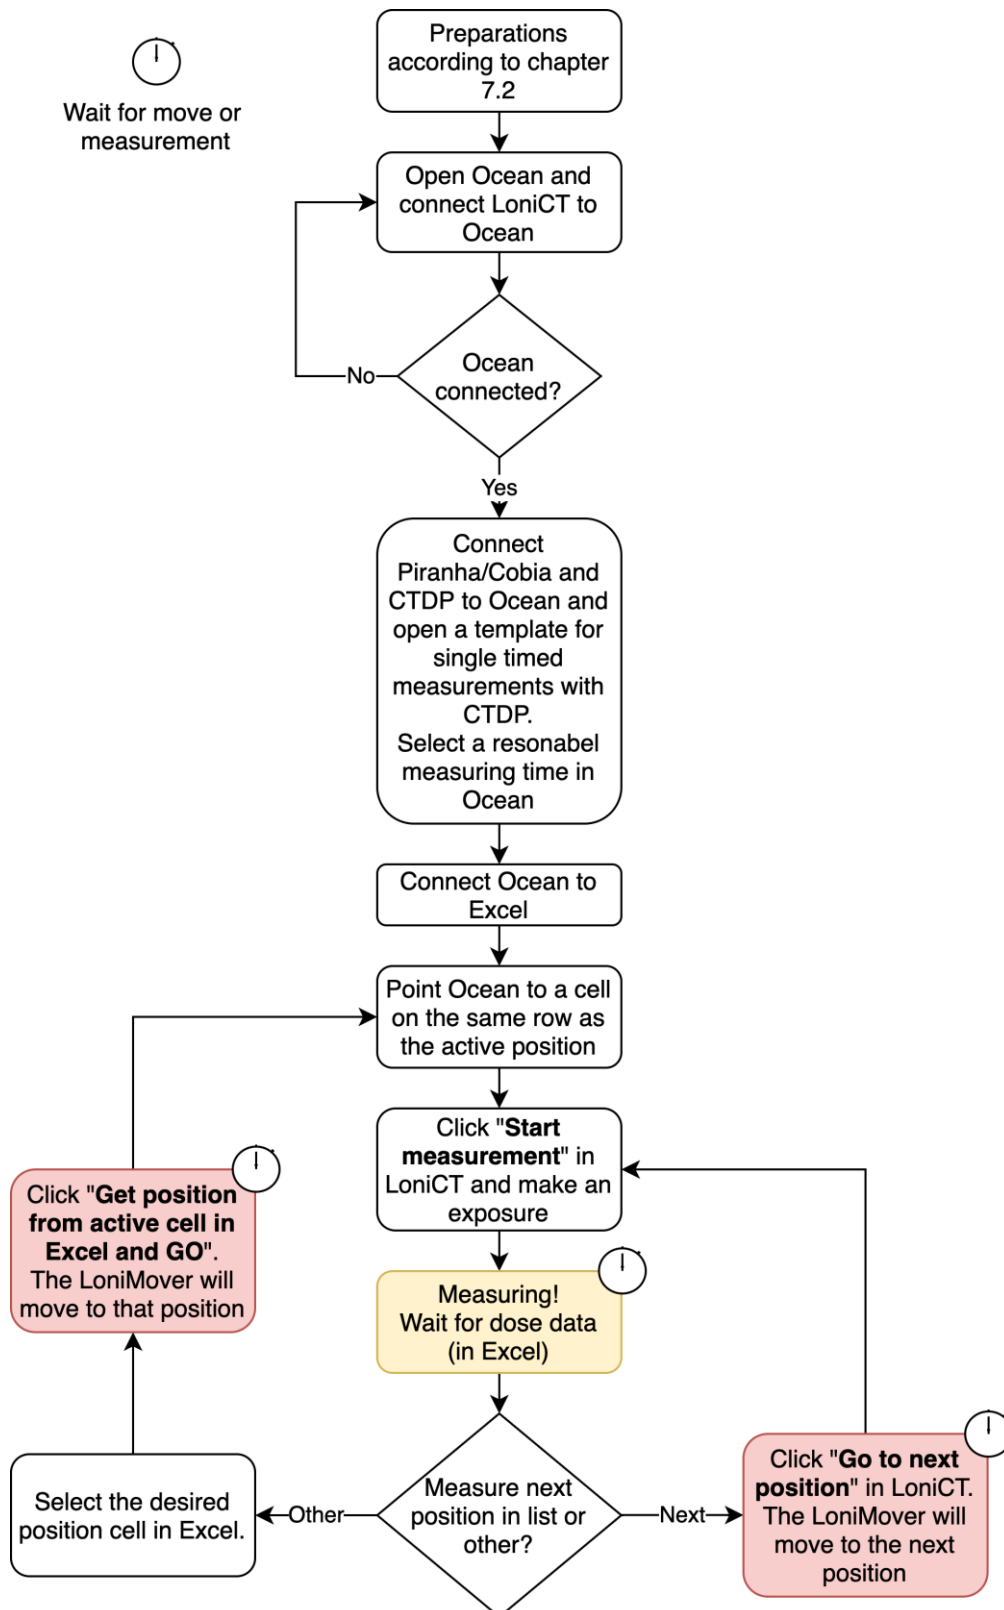 Wait for move or
measurement
Preparations
according to chapter
7.2
Open Ocean and
connect LoniCT to
Ocean
Ocean
connected?
No
Yes
Connect
Piranha/Cobia and
CTDP to Ocean and
open a template for
single timed
measurements with
CTDP.
Select a resonabel
measuring time in
Ocean
Connect Ocean to
Excel
Point Ocean to a cell
on the same row as
the active position
Click "Start
measurement" in
LoniCT and make an
exposure
Click "Get position
from active cell in
Excel and GO".
The LoniMover will
move to that position
Measuring!
Wait for dose data
(in Excel)
Select the desired
position cell in Excel.
Other
Measure next
position in list or
other?
Next
Click "Go to next
position" in LoniCT.
The LoniMover will
move to the next
position